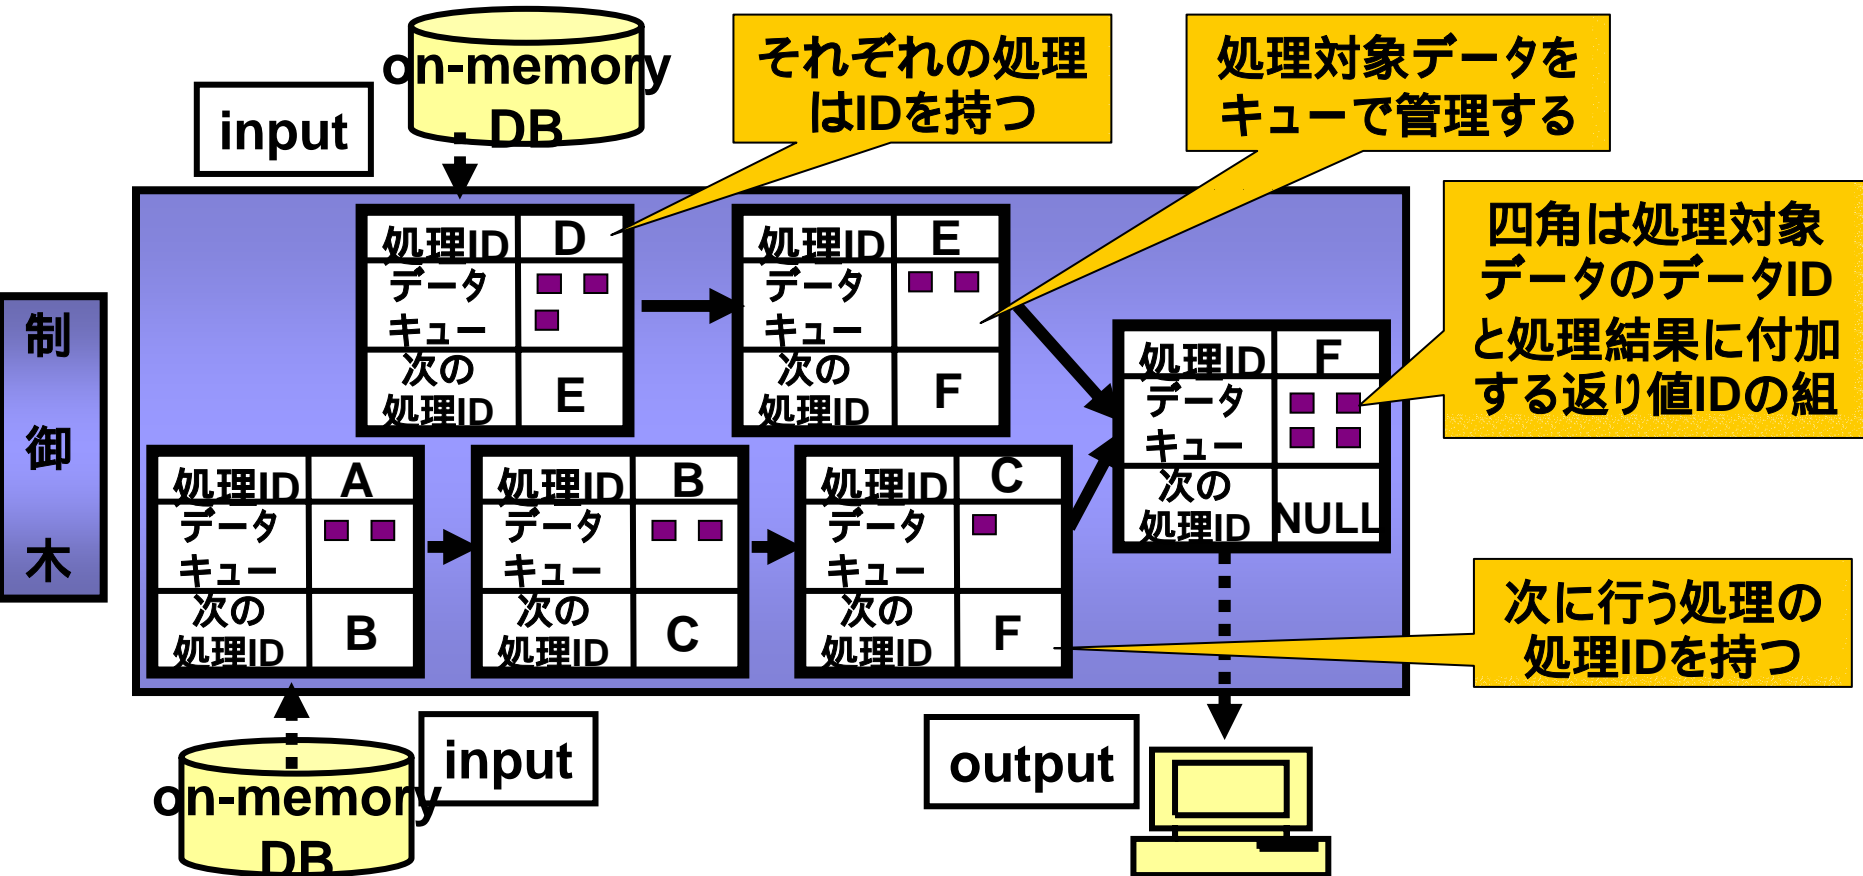 on-memory
DB
input
それぞれの処理
はIDを持つ
処理対象データを
キューで管理する
四角は処理対象
データのデータID
と処理結果に付加
する返り値IDの組
制
御
木
処理ID
D
データ
キュー
次の
処理ID
E
処理ID
E
データ
キュー
次の
処理ID
F
処理ID
F
データ
キュー
次の
処理ID
NULL
処理ID
A
データ
キュー
次の
処理ID
B
処理ID
B
データ
キュー
次の
処理ID
C
処理ID
C
データ
キュー
次の
処理ID
F
次に行う処理の
処理IDを持つ
on-memory
DB
input
output